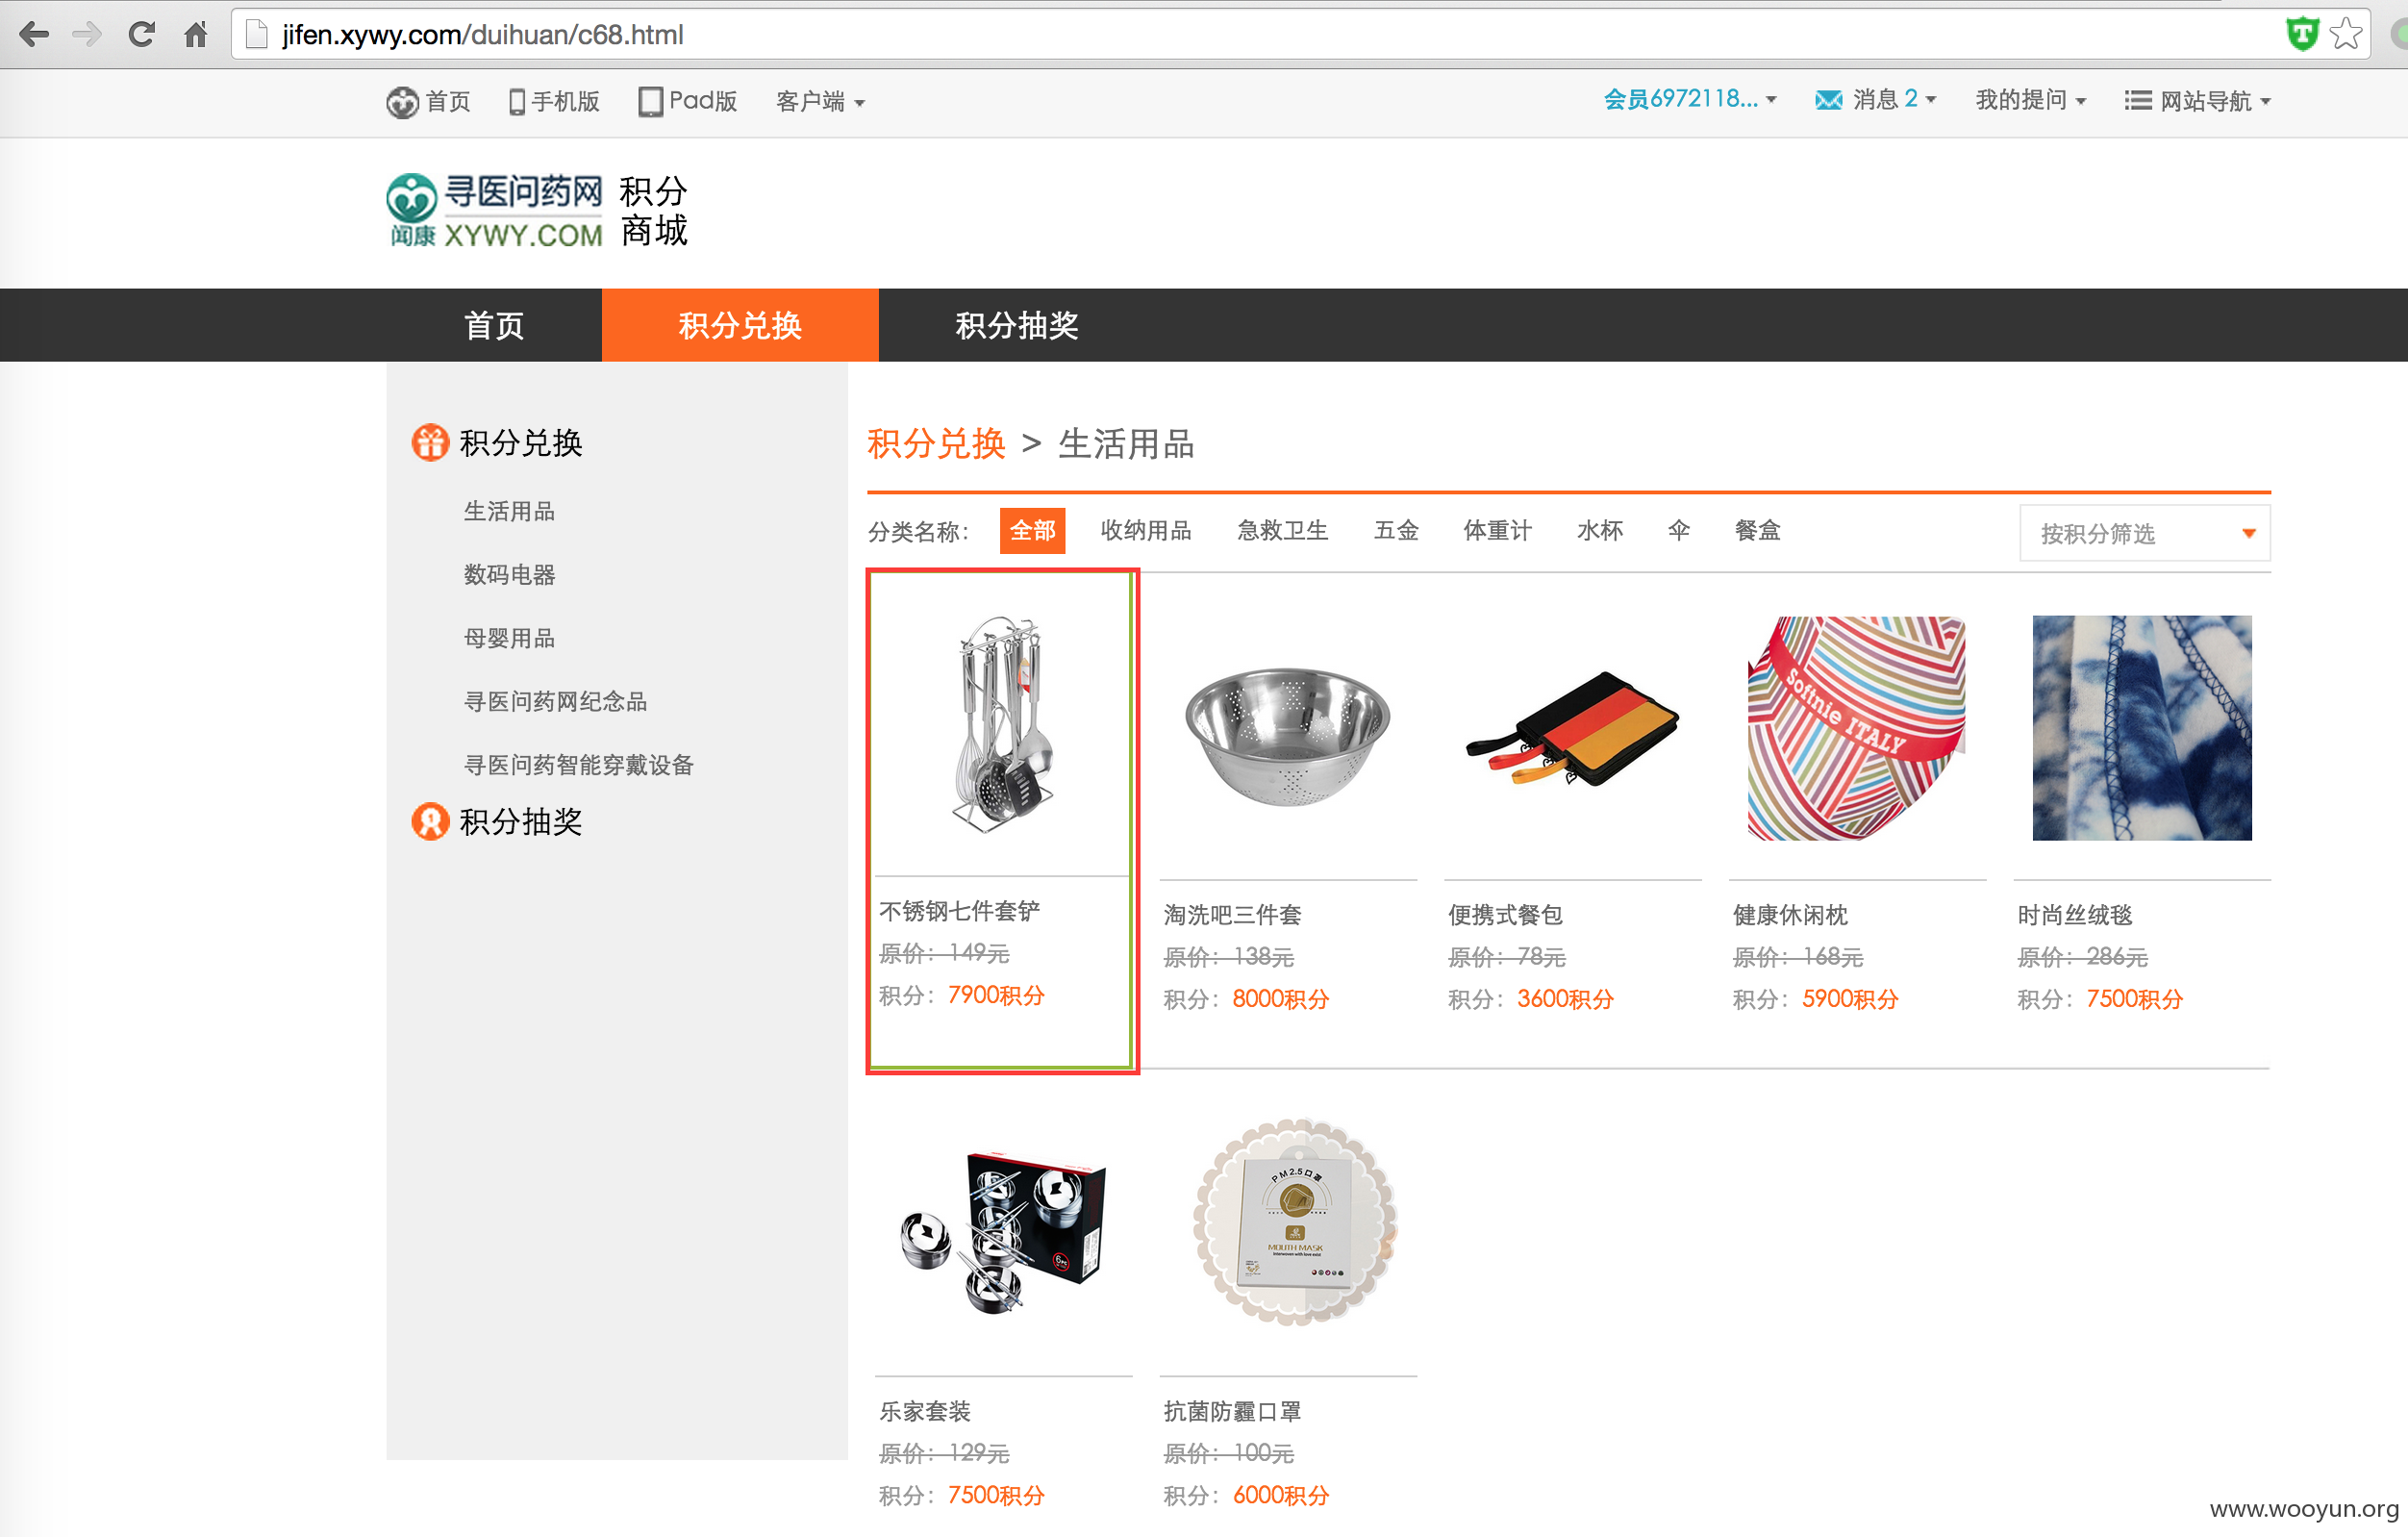 jifen.xywy.com/duihuan/c68.html
首页 手机版 Pad版 客户端 会员6972118... 消息 2 我的提问 网站导航
寻医问药网 积分
闻康 XYWY.COM 商城
首页 积分兑换 积分抽奖
积分兑换
生活用品
数码电器
母婴用品
寻医问药网纪念品
寻医问药智能穿戴设备
积分抽奖
积分兑换 > 生活用品
分类名称： 全部 收纳用品 急救卫生 五金 体重计 水杯 伞 餐盒 按积分筛选
Softnie ITALY
不锈钢七件套铲
原价：149元
积分：7900积分
淘洗吧三件套
原价：138元
积分：8000积分
便携式餐包
原价：78元
积分：3600积分
健康休闲枕
原价：168元
积分：5900积分
时尚丝绒毯
原价：286元
积分：7500积分
PM2.5口罩
MOUTH MASK
Interwoven with love exist
乐家套装
原价：129元
积分：7500积分
抗菌防霾口罩
原价：100元
积分：6000积分
www.wooyun.org